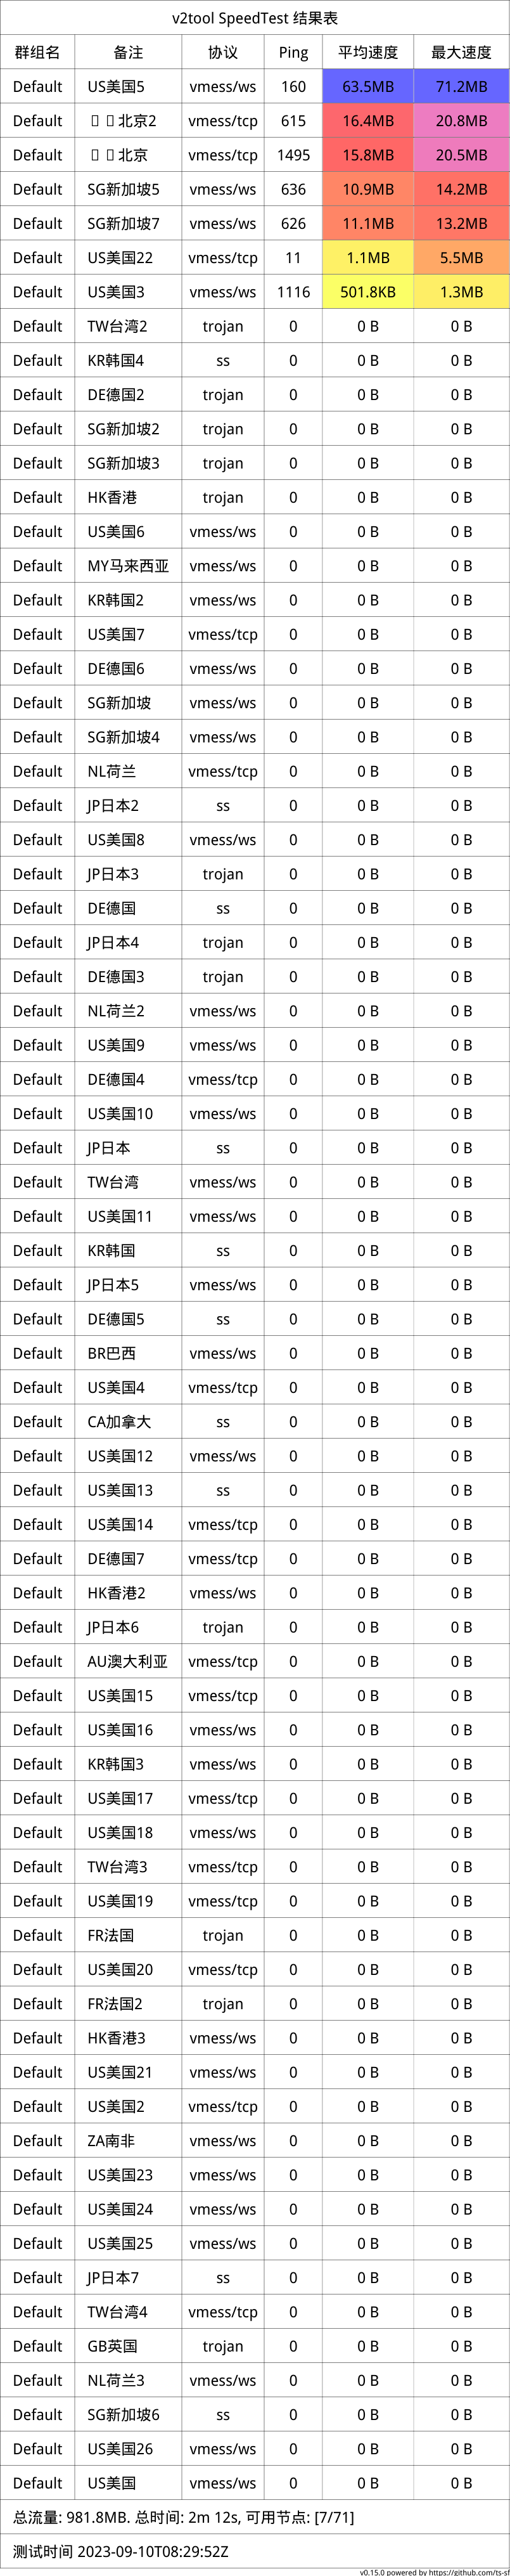 v2tool SpeedTest 结果表
群组名 备注 协议 Ping 平均速度 最大速度
Default US美国5 vmess/ws 160 63.5MB 71.2MB
Default 北京2 vmess/tcp 615 16.4MB 20.8MB
Default 北京 vmess/tcp 1495 15.8MB 20.5MB
Default SG新加坡5 vmess/ws 636 10.9MB 14.2MB
Default SG新加坡7 vmess/ws 626 11.1MB 13.2MB
Default US美国22 vmess/tcp 11 1.1MB 5.5MB
Default US美国3 vmess/ws 1116 501.8KB 1.3MB
Default TW台湾2 trojan 0 0 B 0 B
Default KR韩国4 ss 0 0 B 0 B
Default DE德国2 trojan 0 0 B 0 B
Default SG新加坡2 trojan 0 0 B 0 B
Default SG新加坡3 trojan 0 0 B 0 B
Default HK香港 trojan 0 0 B 0 B
Default US美国6 vmess/ws 0 0 B 0 B
Default MY马来西亚 vmess/ws 0 0 B 0 B
Default KR韩国2 vmess/ws 0 0 B 0 B
Default US美国7 vmess/tcp 0 0 B 0 B
Default DE德国6 vmess/ws 0 0 B 0 B
Default SG新加坡 vmess/ws 0 0 B 0 B
Default SG新加坡4 vmess/ws 0 0 B 0 B
Default NL荷兰 vmess/tcp 0 0 B 0 B
Default JP日本2 ss 0 0 B 0 B
Default US美国8 vmess/ws 0 0 B 0 B
Default JP日本3 trojan 0 0 B 0 B
Default DE德国 ss 0 0 B 0 B
Default JP日本4 trojan 0 0 B 0 B
Default DE德国3 trojan 0 0 B 0 B
Default NL荷兰2 vmess/ws 0 0 B 0 B
Default US美国9 vmess/ws 0 0 B 0 B
Default DE德国4 vmess/tcp 0 0 B 0 B
Default US美国10 vmess/ws 0 0 B 0 B
Default JP日本 ss 0 0 B 0 B
Default TW台湾 vmess/ws 0 0 B 0 B
Default US美国11 vmess/ws 0 0 B 0 B
Default KR韩国 ss 0 0 B 0 B
Default JP日本5 vmess/ws 0 0 B 0 B
Default DE德国5 ss 0 0 B 0 B
Default BR巴西 vmess/ws 0 0 B 0 B
Default US美国4 vmess/tcp 0 0 B 0 B
Default CA加拿大 ss 0 0 B 0 B
Default US美国12 vmess/ws 0 0 B 0 B
Default US美国13 ss 0 0 B 0 B
Default US美国14 vmess/tcp 0 0 B 0 B
Default DE德国7 vmess/tcp 0 0 B 0 B
Default HK香港2 vmess/ws 0 0 B 0 B
Default JP日本6 trojan 0 0 B 0 B
Default AU澳大利亚 vmess/tcp 0 0 B 0 B
Default US美国15 vmess/tcp 0 0 B 0 B
Default US美国16 vmess/ws 0 0 B 0 B
Default KR韩国3 vmess/ws 0 0 B 0 B
Default US美国17 vmess/tcp 0 0 B 0 B
Default US美国18 vmess/ws 0 0 B 0 B
Default TW台湾3 vmess/tcp 0 0 B 0 B
Default US美国19 vmess/tcp 0 0 B 0 B
Default FR法国 trojan 0 0 B 0 B
Default US美国20 vmess/tcp 0 0 B 0 B
Default FR法国2 trojan 0 0 B 0 B
Default HK香港3 vmess/ws 0 0 B 0 B
Default US美国21 vmess/ws 0 0 B 0 B
Default US美国2 vmess/tcp 0 0 B 0 B
Default ZA南非 vmess/ws 0 0 B 0 B
Default US美国23 vmess/ws 0 0 B 0 B
Default US美国24 vmess/ws 0 0 B 0 B
Default US美国25 vmess/ws 0 0 B 0 B
Default JP日本7 ss 0 0 B 0 B
Default TW台湾4 vmess/tcp 0 0 B 0 B
Default GB英国 trojan 0 0 B 0 B
Default NL荷兰3 vmess/ws 0 0 B 0 B
Default SG新加坡6 ss 0 0 B 0 B
Default US美国26 vmess/ws 0 0 B 0 B
Default US美国 vmess/ws 0 0 B 0 B
总流量: 981.8MB. 总时间: 2m 12s, 可用节点: [7/71]
测试时间 2023-09-10T08:29:52Z
v0.15.0 powered by https://github.com/ts-sf